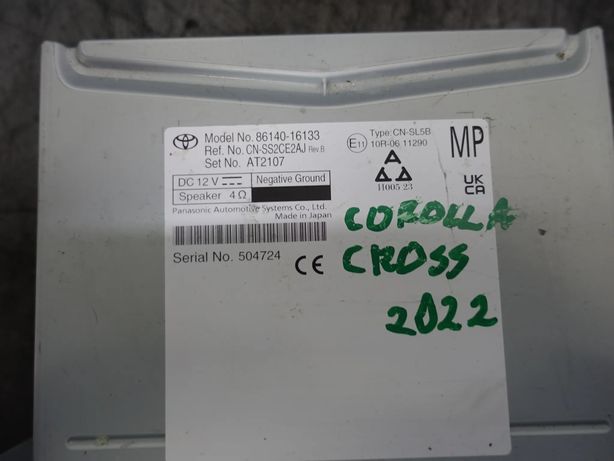 Model No. 86140-16133
Ref. No. CN-SS2CE2AJ Rev.B
Set No. AT2107
E11
Type: CN-SL5B
10R-06 11290
A
11005 23
MP
UK
CA
DC 12 V
Negative Ground
Speaker 4 Ω
Panasonic Automotive Systems Co., Ltd.
Made in Japan
Serial No. 504724
CE
COROLLA
CROSS
2022